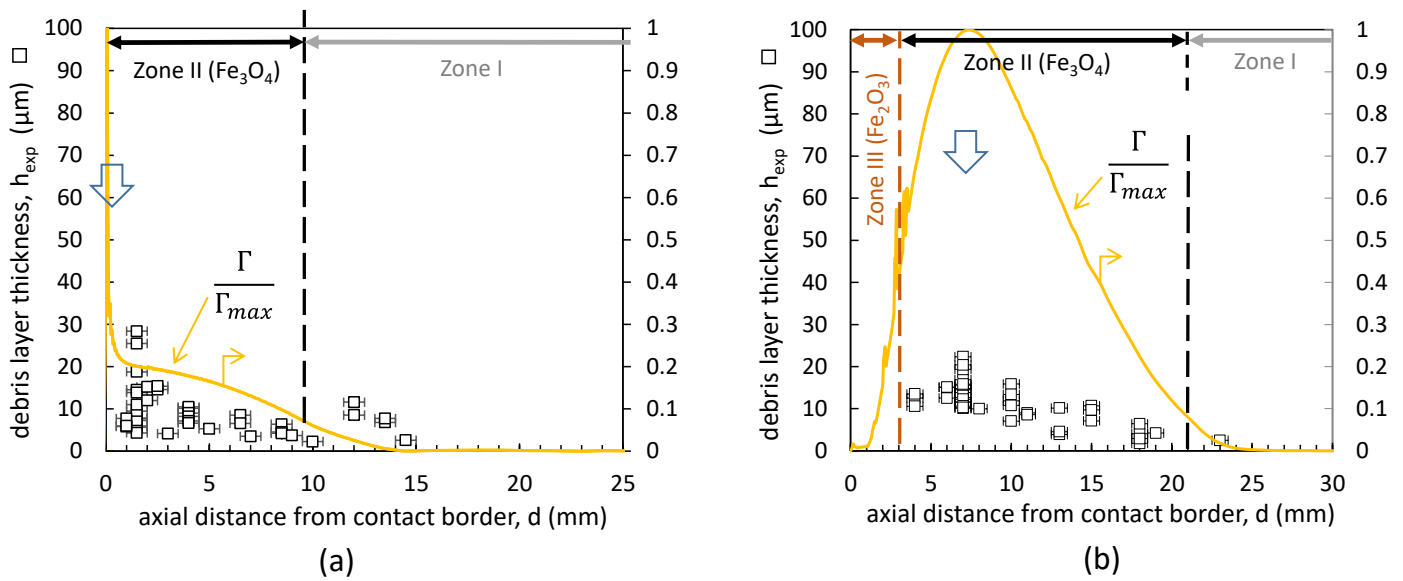 debris layer thickness, h_exp (µm)
100
90
80
70
60
50
40
30
20
10
0
1
0.9
0.8
0.7
0.6
0.5
0.4
0.3
0.2
0.1
0
Zone II (Fe₃O₄)
Zone I
Γ
Γ_max
0 5 10 15 20 25
axial distance from contact border, d (mm)
(a)
debris layer thickness, h_exp (µm)
100
90
80
70
60
50
40
30
20
10
0
1
0.9
0.8
0.7
0.6
0.5
0.4
0.3
0.2
0.1
0
Zone III (Fe₂O₃)
Zone II (Fe₃O₄)
Zone I
Γ
Γ_max
0 5 10 15 20 25 30
axial distance from contact border, d (mm)
(b)